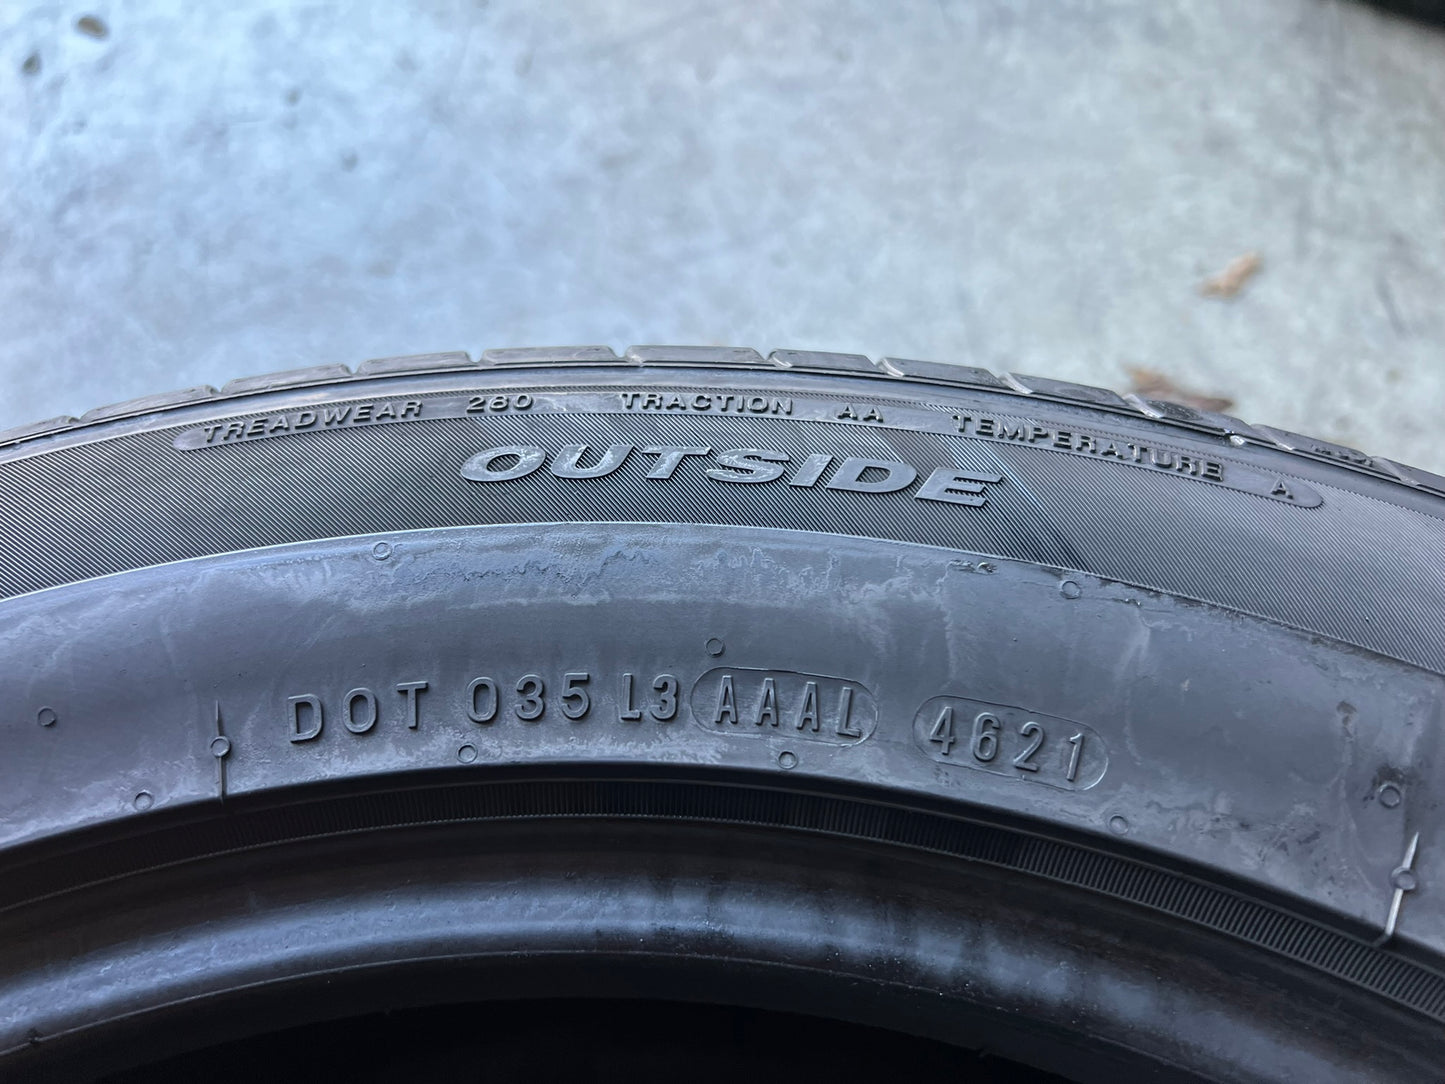 TREADWEAR 280 TRACTION AA TEMPERATURE A
OUTSIDE
DOT 035 L3 AAAL 4621